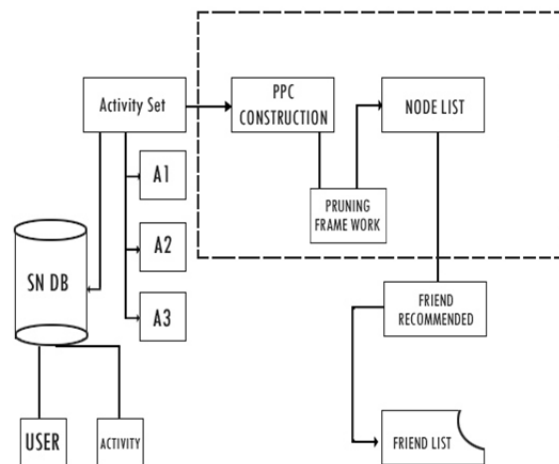 Activity Set
PPC
CONSTRUCTION
NODE LIST
A1
PRUNING
FRAME WORK
A2
SN DB
A3
FRIEND
RECOMMENDED
USER
ACTIVITY
FRIEND LIST